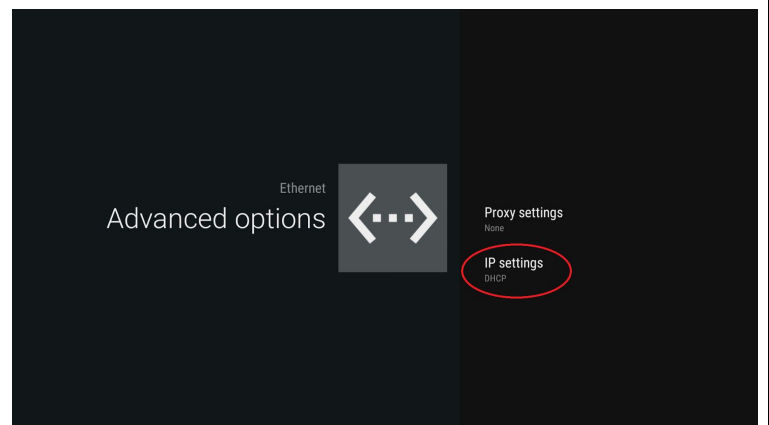 Ethernet
Advanced options
Proxy settings
None
IP settings
DHCP